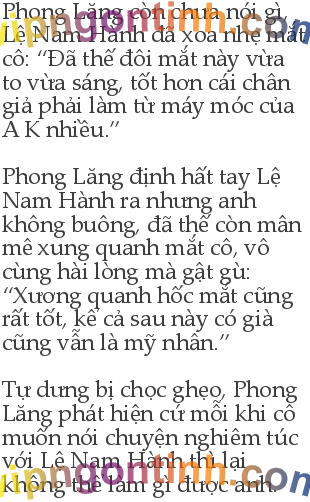 Phong Lăng còn chưa nói gì,
Lệ Nam Hành đã xoa nhẹ mắt
cô: “Đã thế đôi mắt này vừa
to vừa sáng, tốt hơn cái chân
giả phải làm từ máy móc của
A K nhiều.”
Phong Lăng định hất tay Lệ
Nam Hành ra nhưng anh
không buông, đã thế còn mân
mê xung quanh mắt cô, vô
cùng hài lòng mà gật gù:
“Xương quanh hốc mắt cũng
rất tốt, kể cả sau này có già
cũng vẫn là mỹ nhân.”
Tự dưng bị chọc ghẹo, Phong
Lăng phát hiện cứ mỗi khi cô
muốn nói chuyện nghiêm túc
với Lệ Nam Hành thì lại
không thể làm gì được anh.
vipngontinh.com
vipngontinh.com